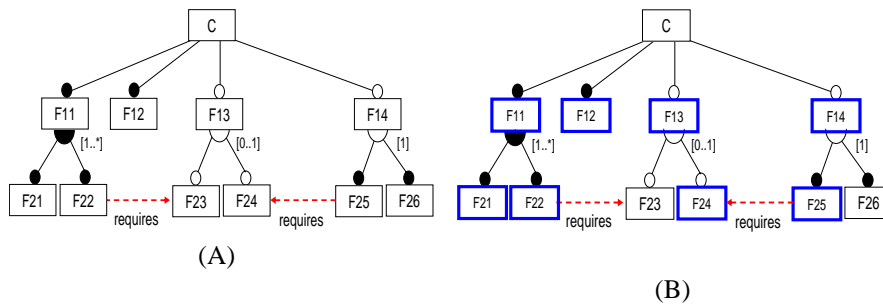 C
C
F11
F12
F13
F14
F11
F12
F13
F14
[1..*]
[0..1]
[1]
[1..*]
[0..1]
[1]
F21
F22
F23
F24
F25
F26
F21
F22
F23
F24
F25
F26
requires
requires
requires
requires
(A)
(B)